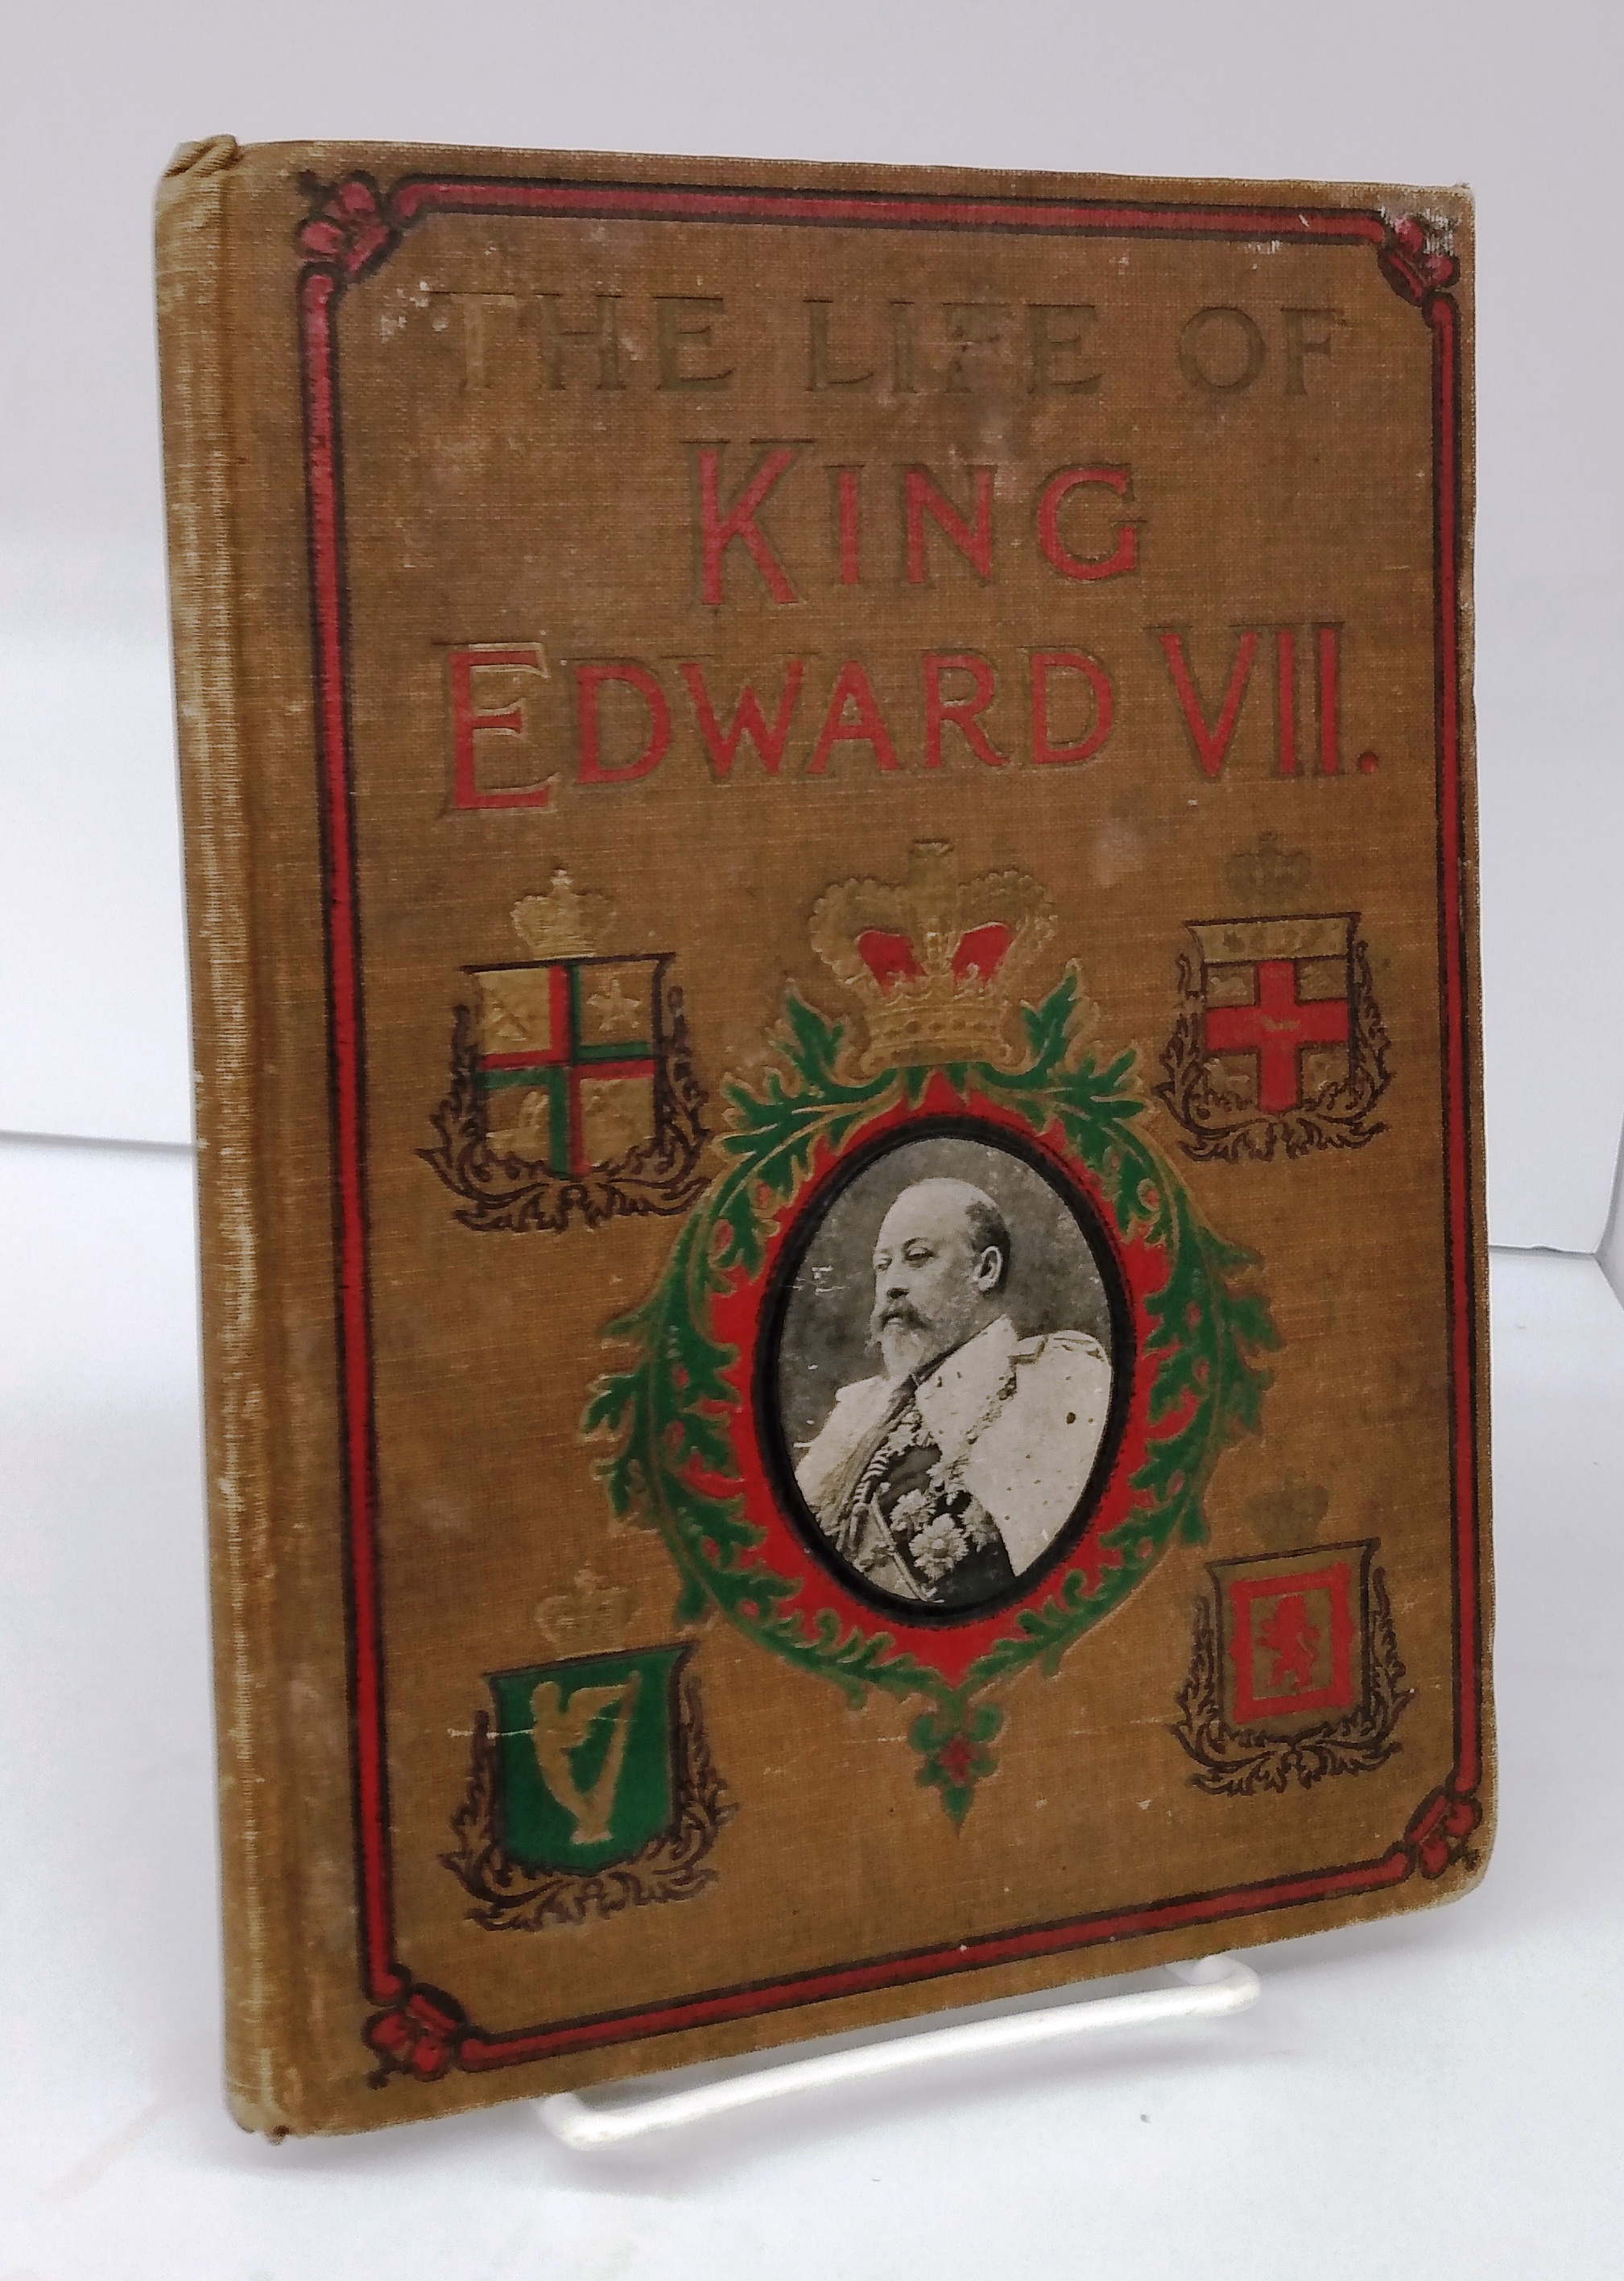 THE LIFE OF
KING
EDWARD VII.